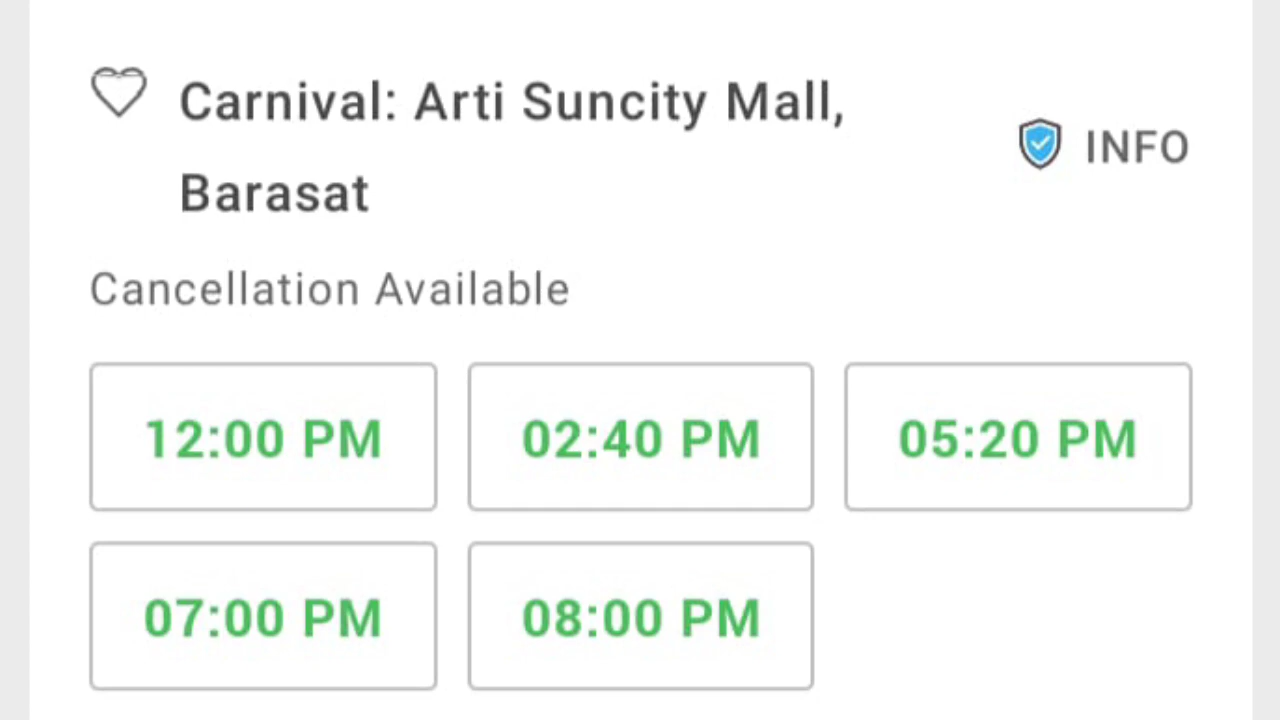 Carnival: Arti Suncity Mall,
Barasat
INFO
Cancellation Available
12:00 PM 02:40 PM 05:20 PM
07:00 PM 08:00 PM